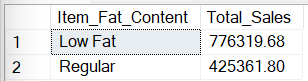 Item_Fat_Content Total_Sales
1 Low Fat 776319.68
2 Regular 425361.80